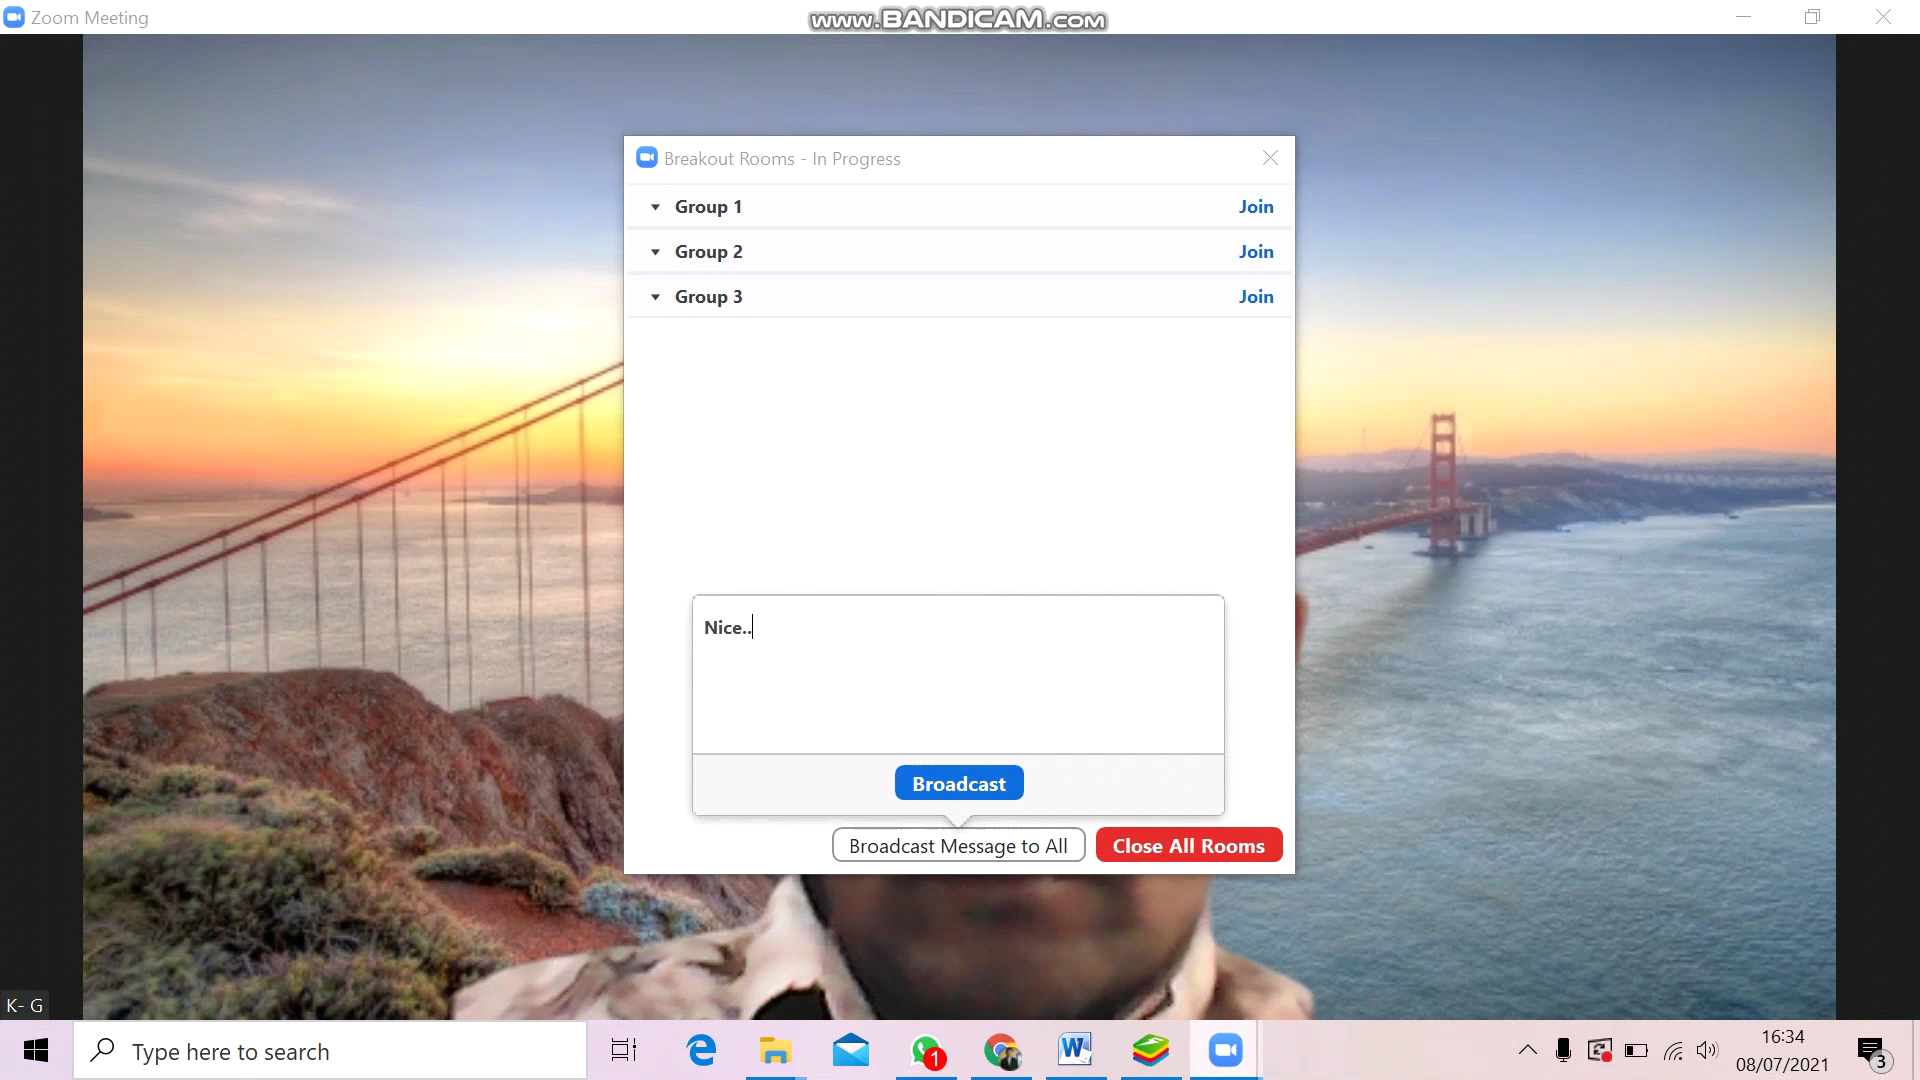 Zoom Meeting
www.BANDICAM.com
Breakout Rooms - In Progress
Group 1 Join
Group 2 Join
Group 3 Join
Nice..
Broadcast
Broadcast Message to All
Close All Rooms
K- G
Type here to search
1
W
16:34
08/07/2021
3